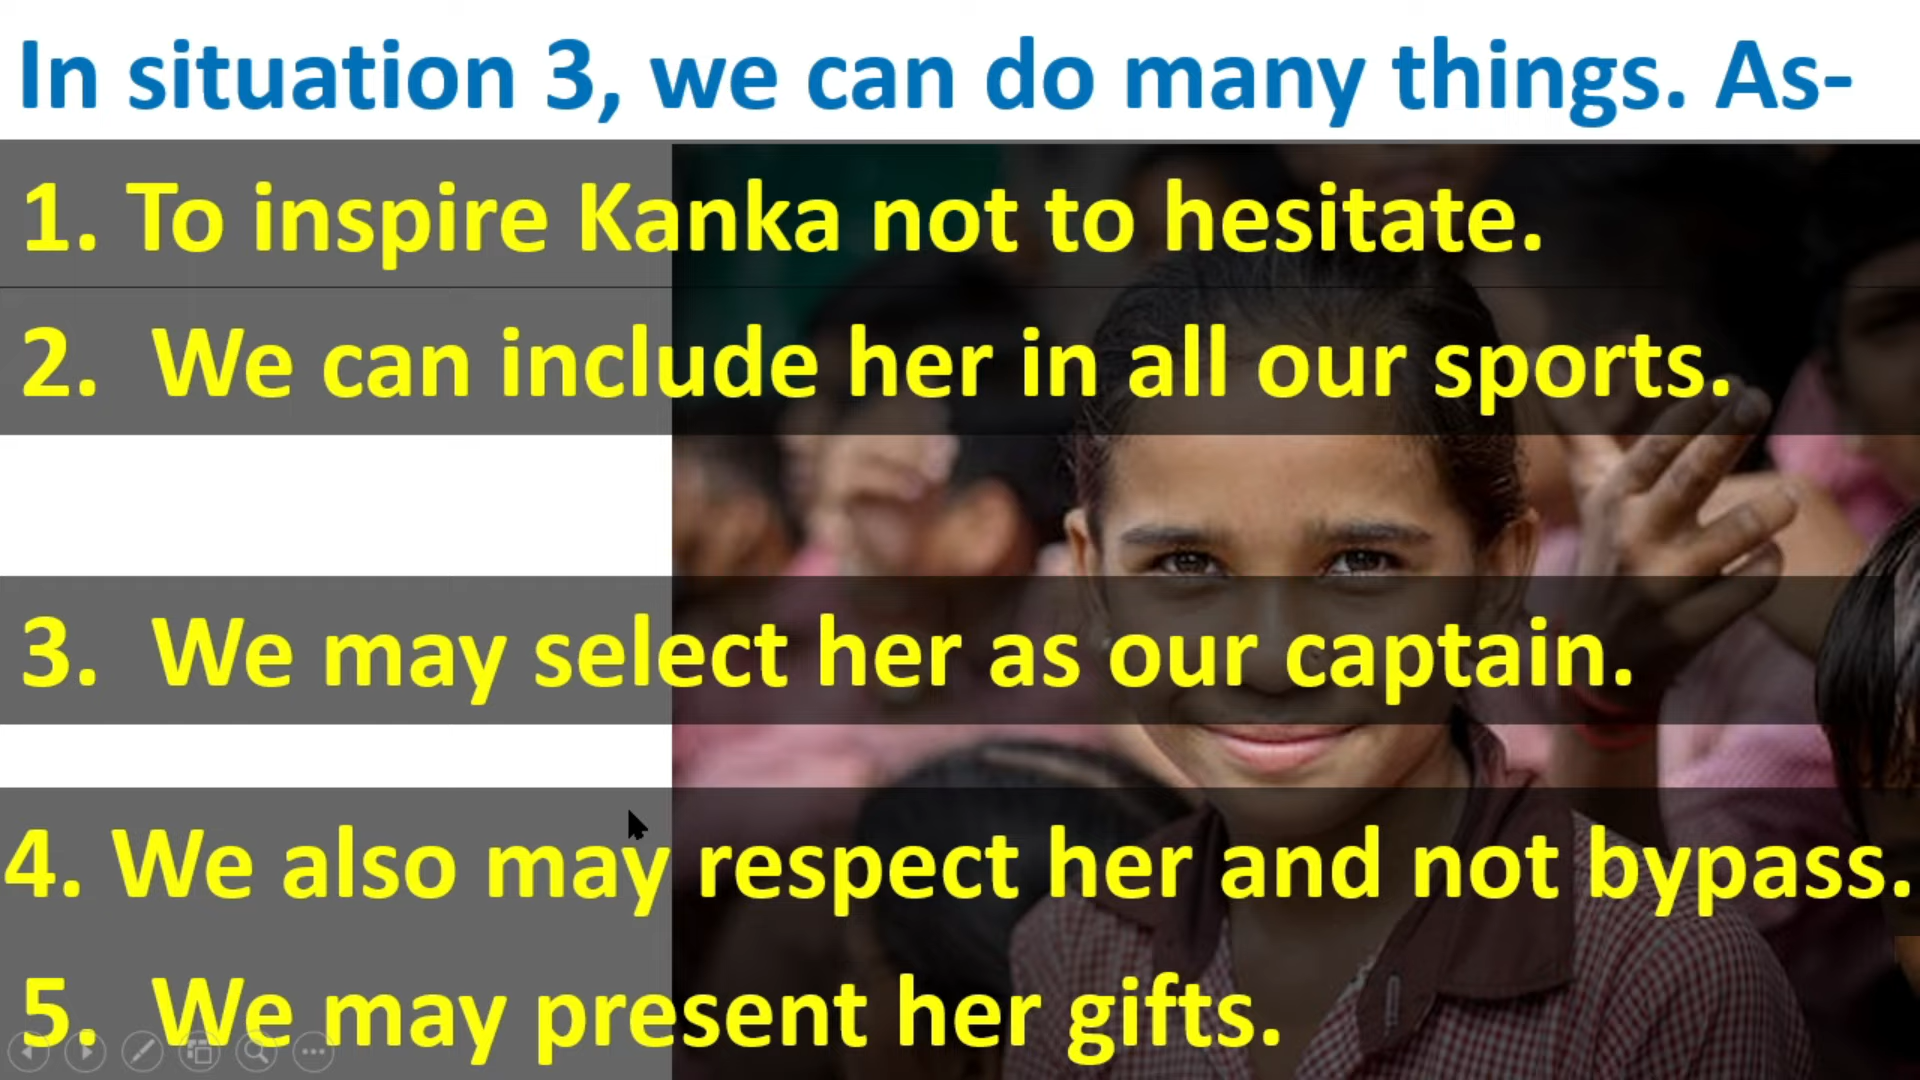 In situation 3, we can do many things. As-
1. To inspire Kanka not to hesitate.
2. We can include her in all our sports.
3. We may select her as our captain.
4. We also may respect her and not bypass.
5. We may present her gifts.